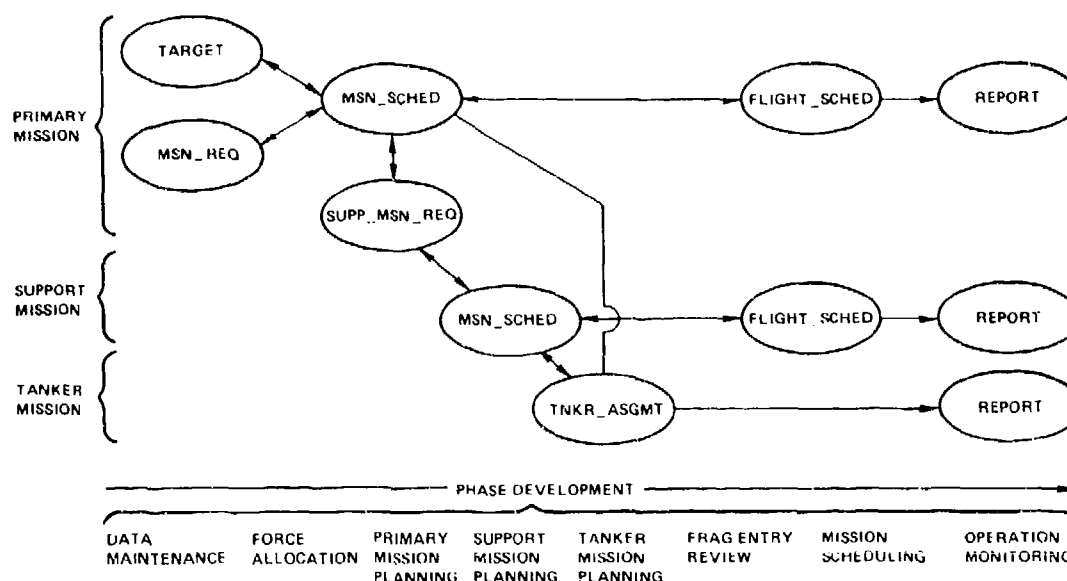 TARGET
MSN_SCHED
FLIGHT_SCHED
REPORT
PRIMARY
MISSION
MSN_REQ
SUPP_MSN_REQ
SUPPORT
MISSION
MSN_SCHED
FLIGHT_SCHED
REPORT
TANKER
MISSION
TNKR_ASGMT
REPORT
PHASE DEVELOPMENT
DATA
MAINTENANCE
FORCE
ALLOCATION
PRIMARY
MISSION
PLANNING
SUPPORT
MISSION
PLANNING
TANKER
MISSION
PLANNING
FRAG ENTRY
REVIEW
MISSION
SCHEDULING
OPERATION
MONITORING